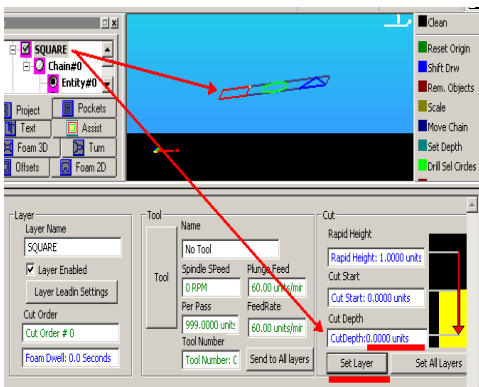 SQUARE
Chain#0
Entity#0
Project
Pockets
Text
Assist
Foam 3D
Turn
Offsets
Foam 2D
Clean
Reset Origin
Shift Drw
Rem. Objects
Scale
Move Chain
Set Depth
Drill Sel Circles
Layer
Layer Name
SQUARE
Layer Enabled
Layer Leadin Settings
Cut Order
Cut Order # 0
Foam Dwell: 0.0 Seconds
Tool
Tool
Name
No Tool
Spindle SPeed
Plunge Feed
0 RPM
60.00 units/mir
Per Pass
FeedRate
999.0000 units
60.00 units/mir
Tool Number
Tool Number: 0
Send to All layers
Cut
Rapid Height
Rapid Height: 1.0000 units
Cut Start
Cut Start: 0.0000 units
Cut Depth
CutDepth:0.0000 units
Set Layer
Set All Layers